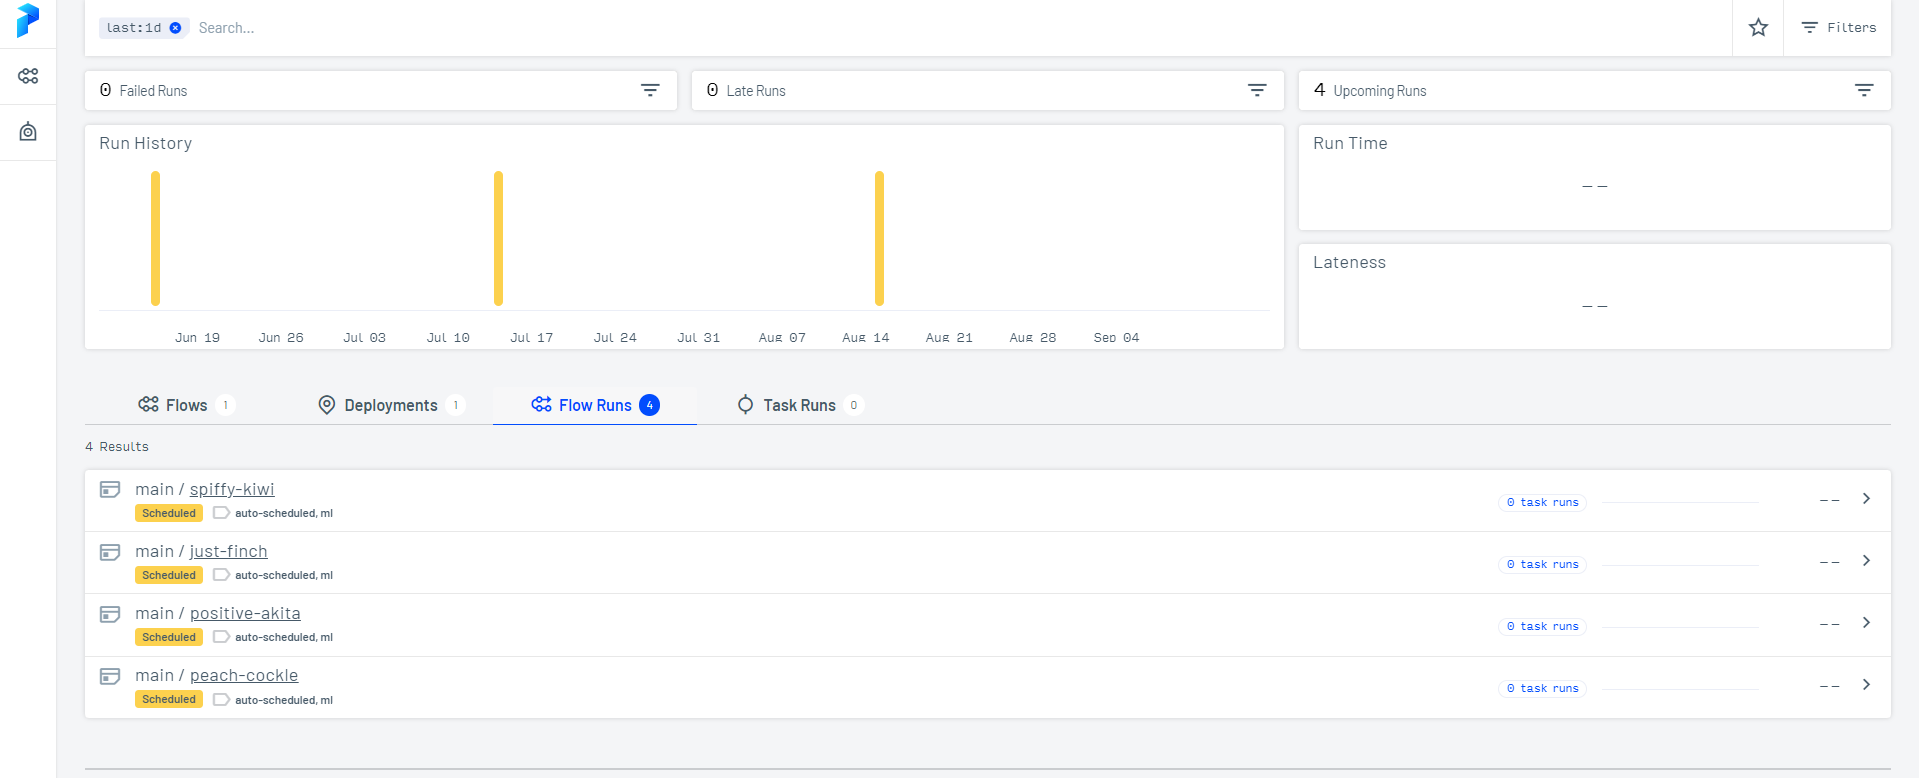 last:1d Search... Filters
0 Failed Runs
0 Late Runs
4 Upcoming Runs
Run History
Run Time
--
Lateness
--
Jun 19 Jun 26 Jul 03 Jul 10 Jul 17 Jul 24 Jul 31 Aug 07 Aug 14 Aug 21 Aug 28 Sep 04
Flows 1 Deployments 1 Flow Runs 4 Task Runs 0
4 Results
main / spiffy-kiwi
Scheduled auto-scheduled, ml 0 task runs --
main / just-finch
Scheduled auto-scheduled, ml 0 task runs --
main / positive-akita
Scheduled auto-scheduled, ml 0 task runs --
main / peach-cockle
Scheduled auto-scheduled, ml 0 task runs --